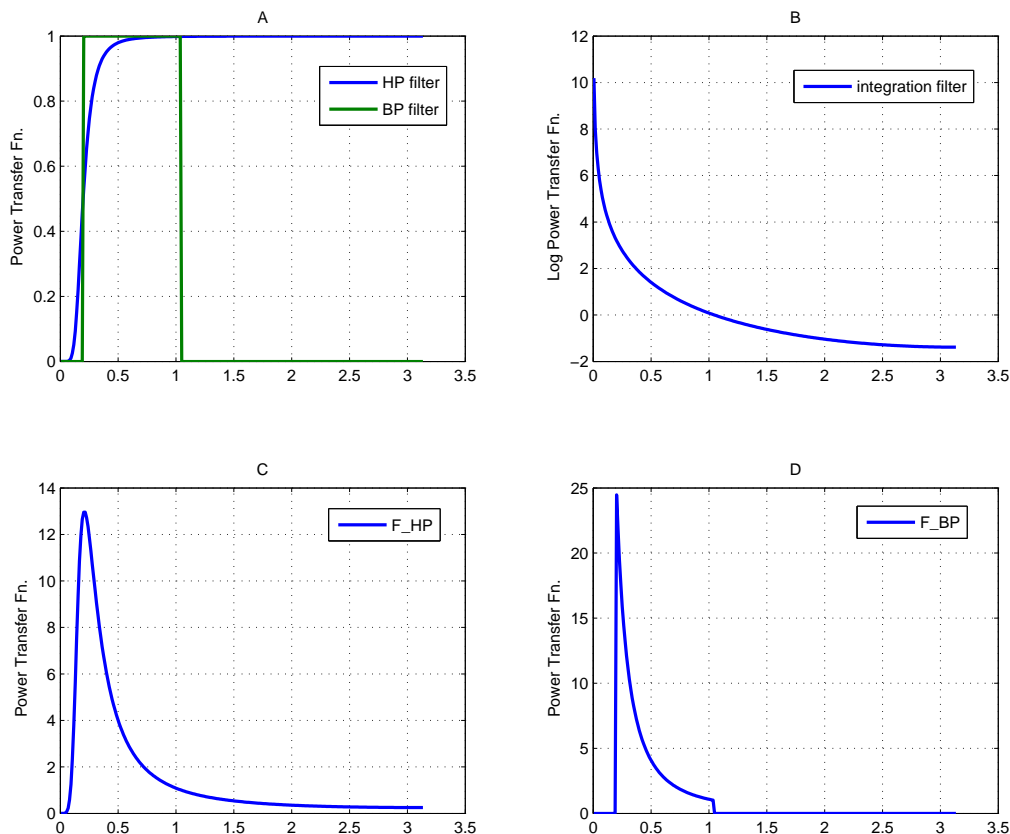 A
Power Transfer Fn.
1
0.8
0.6
0.4
0.2
0
0 0.5 1 1.5 2 2.5 3 3.5
HP filter
BP filter
B
Log Power Transfer Fn.
12
10
8
6
4
2
0
−2
0 0.5 1 1.5 2 2.5 3 3.5
integration filter
C
Power Transfer Fn.
14
12
10
8
6
4
2
0
0 0.5 1 1.5 2 2.5 3 3.5
F_HP
D
Power Transfer Fn.
25
20
15
10
5
0
0 0.5 1 1.5 2 2.5 3 3.5
F_BP